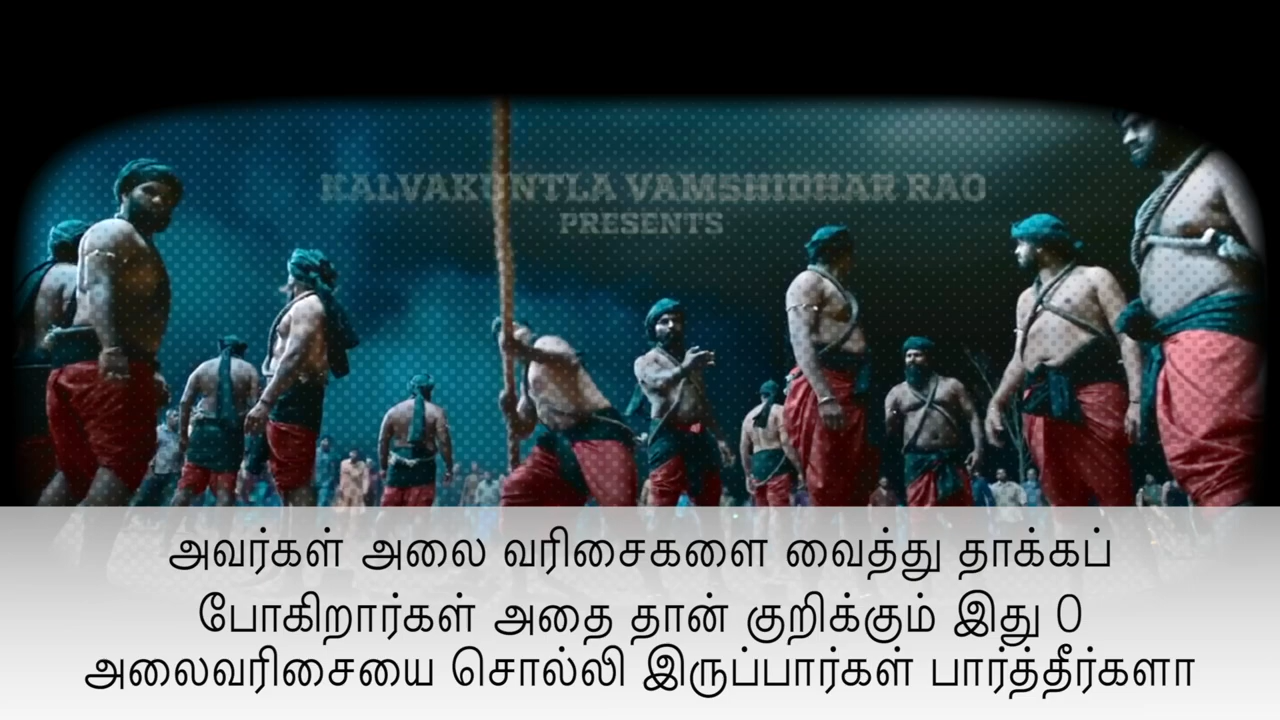 KALVAKUNTLA VAMSHIDHAR RAO
PRESENTS
அவர்கள் அலை வரிசைகளை வைத்து தாக்கப்
போகிறார்கள் அதை தான் குறிக்கும் இது 0
அலைவரிசையை சொல்லி இருப்பார்கள் பார்த்தீர்களா